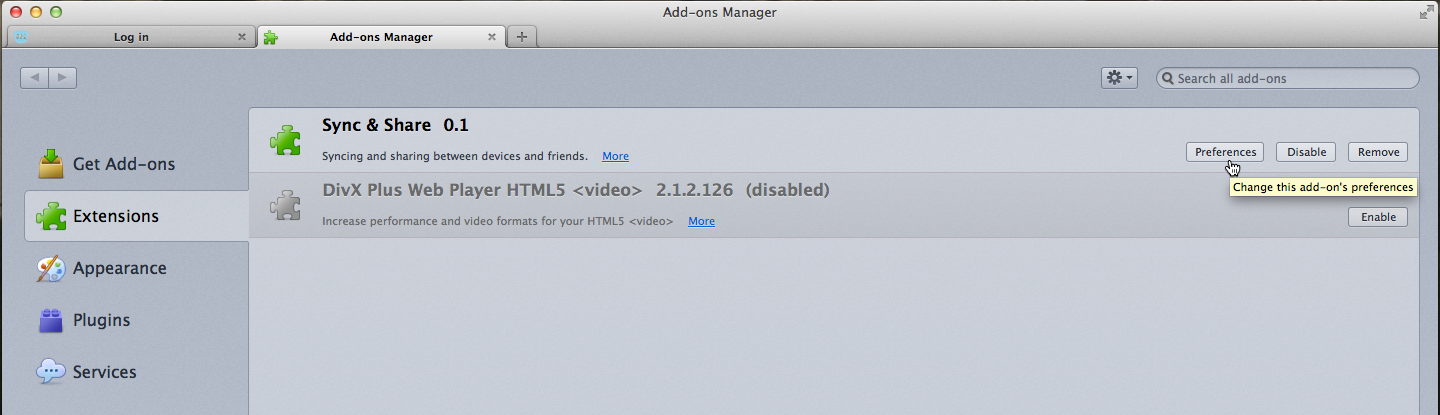 Add-ons Manager
Log in
Add-ons Manager
Search all add-ons
Get Add-ons
Extensions
Appearance
Plugins
Services
Sync & Share 0.1
Syncing and sharing between devices and friends. More
Preferences
Disable
Remove
Change this add-on's preferences
DivX Plus Web Player HTML5 <video> 2.1.2.126 (disabled)
Increase performance and video formats for your HTML5 <video> More
Enable